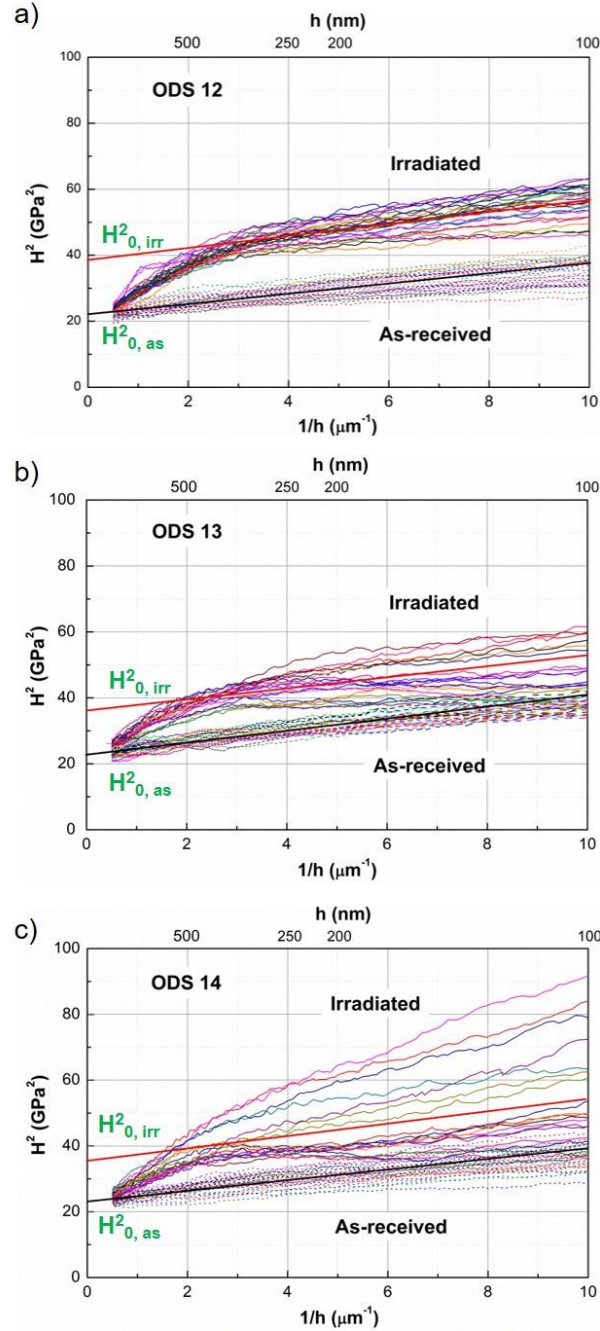 a)
h (nm)
500 250 200 100
100
80
60
40
20
0
ODS 12
Irradiated
H²0, irr
H²0, as
As-received
H² (GPa²)
0 2 4 6 8 10
1/h (μm⁻¹)
b)
h (nm)
500 250 200 100
100
80
60
40
20
0
ODS 13
Irradiated
H²0, irr
H²0, as
As-received
H² (GPa²)
0 2 4 6 8 10
1/h (μm⁻¹)
c)
h (nm)
500 250 200 100
100
80
60
40
20
0
ODS 14
Irradiated
H²0, irr
H²0, as
As-received
H² (GPa²)
0 2 4 6 8 10
1/h (μm⁻¹)